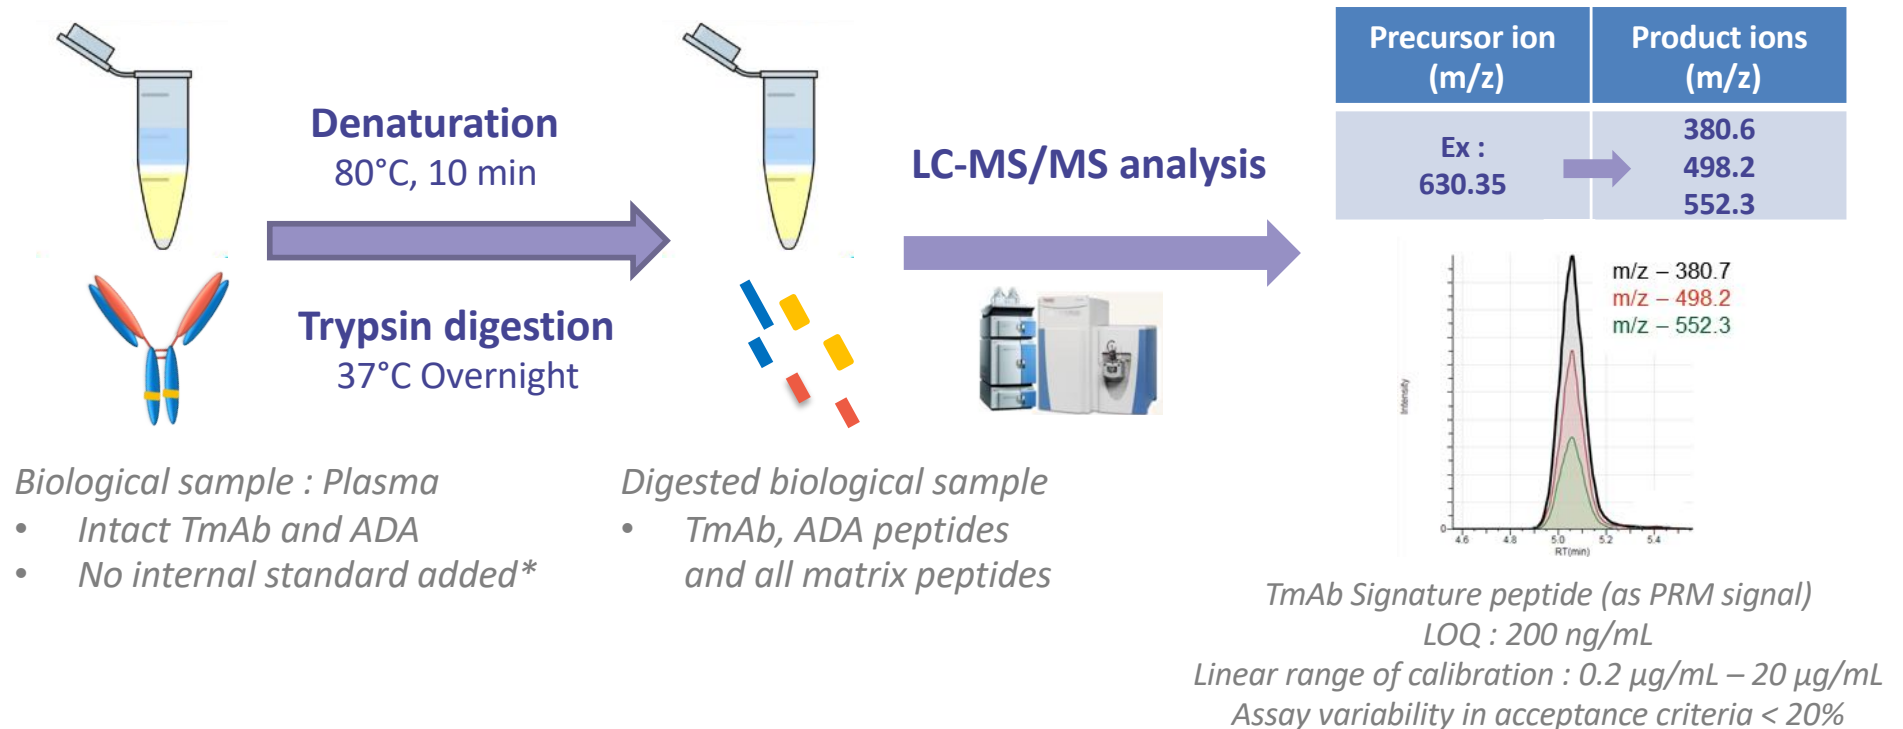 Denaturation
80°C, 10 min
Trypsin digestion
37°C Overnight
LC-MS/MS analysis
Precursor ion
(m/z)
Product ions
(m/z)
Ex :
630.35
380.6
498.2
552.3
m/z – 380.7
m/z – 498.2
m/z – 552.3
Intensity
0
4.6 4.8 5.0 5.2 5.4
RT(min)
Biological sample : Plasma
• Intact TmAb and ADA
• No internal standard added*
Digested biological sample
• TmAb, ADA peptides
and all matrix peptides
TmAb Signature peptide (as PRM signal)
LOQ : 200 ng/mL
Linear range of calibration : 0.2 µg/mL – 20 µg/mL
Assay variability in acceptance criteria < 20%